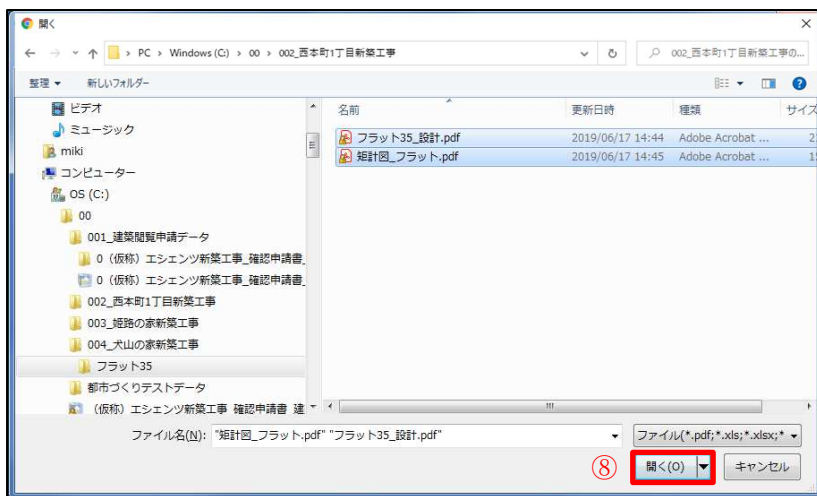 開く
PC › Windows (C:) › 00 › 002_西本町1丁目新築工事
002_西本町1丁目新築工事の...
整理 新しいフォルダー
ビデオ
ミュージック
miki
コンピューター
OS (C:)
00
001_建築閲覧申請データ
0（仮称）エシェンツ新築工事_確認申請書_
0（仮称）エシェンツ新築工事_確認申請書_
002_西本町1丁目新築工事
003_姫路の家新築工事
004_犬山の家新築工事
フラット35
都市づくりテストデータ
（仮称）エシェンツ新築工事 確認申請書 建
名前 更新日時 種類 サイズ
フラット35_設計.pdf 2019/06/17 14:44 Adobe Acrobat ... 2
矩計図_フラット.pdf 2019/06/17 14:45 Adobe Acrobat ... 1
ファイル名(N): "矩計図_フラット.pdf" "フラット35_設計.pdf"
ファイル(*.pdf;*.xls;*.xlsx;*
⑧ 開く(O) キャンセル